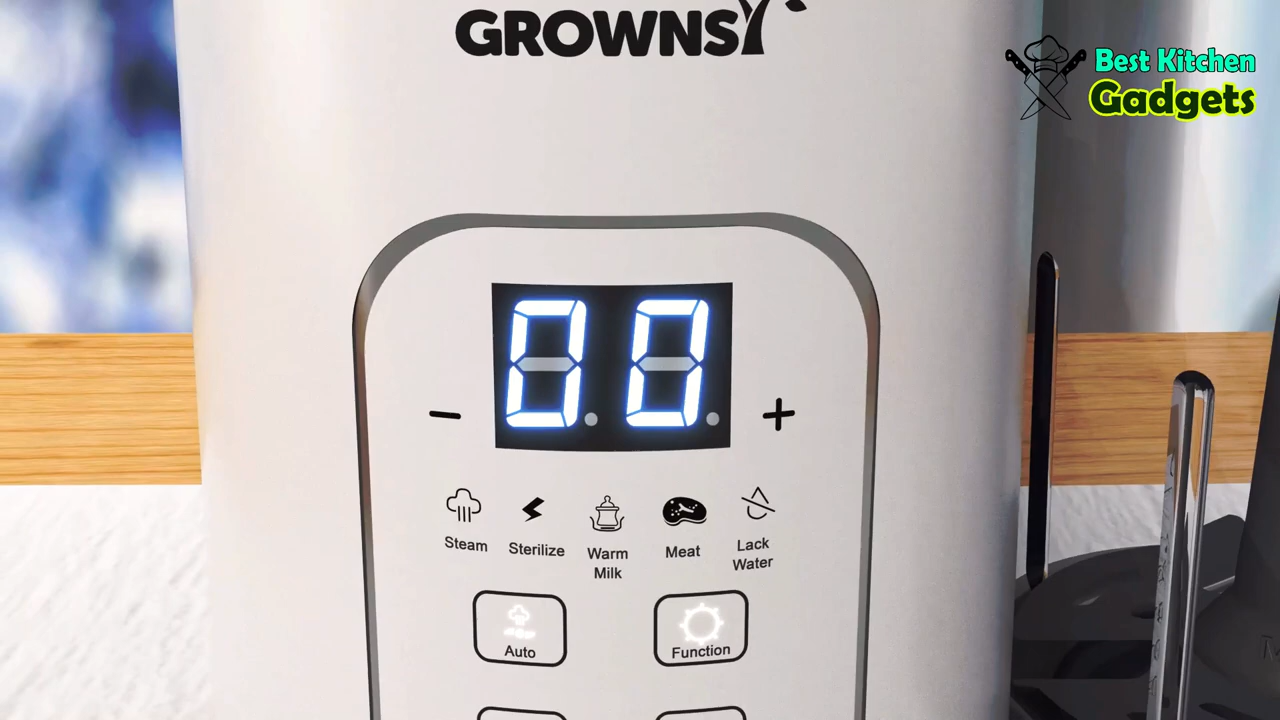 GROWNSY
Best Kitchen
Gadgets
00
− +
Steam
Sterilize
Warm
Milk
Meat
Lack
Water
Auto
Function